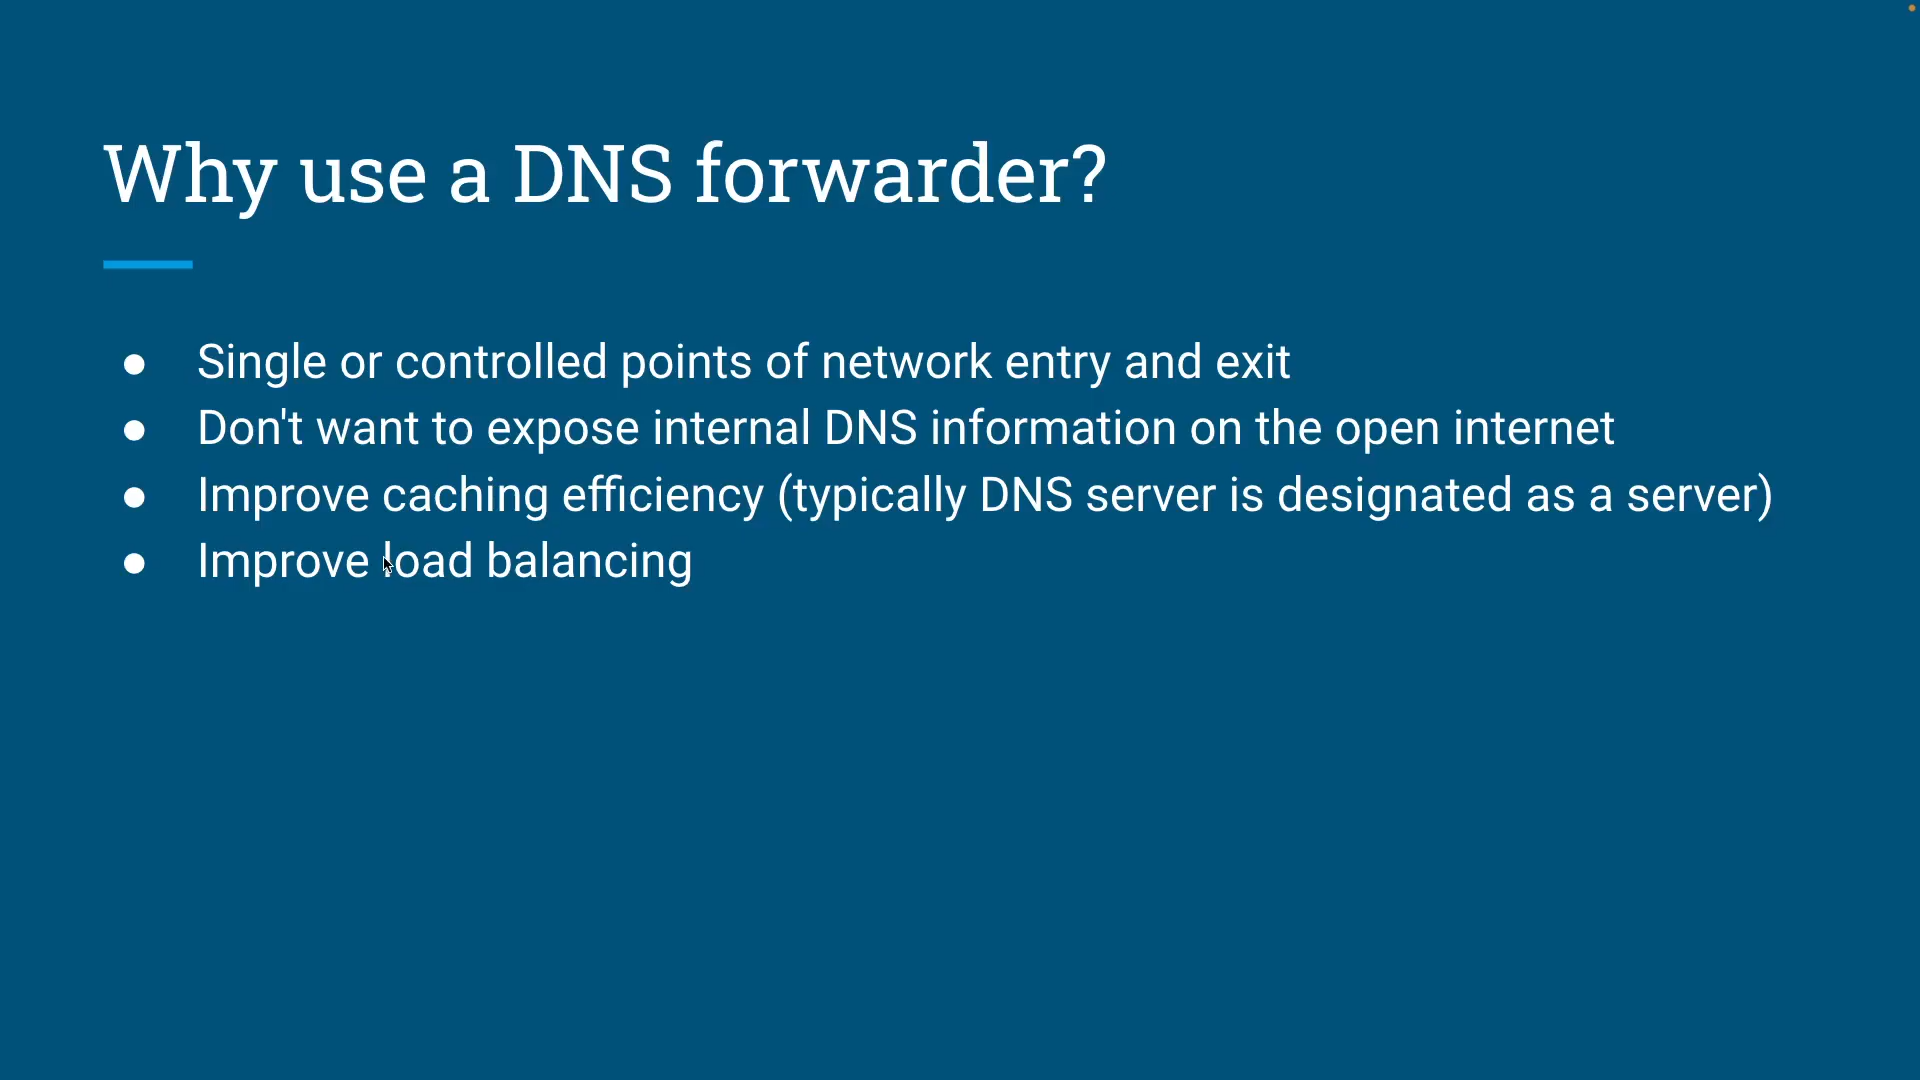 Why use a DNS forwarder?
● Single or controlled points of network entry and exit
● Don't want to expose internal DNS information on the open internet
● Improve caching efficiency (typically DNS server is designated as a server)
● Improve load balancing